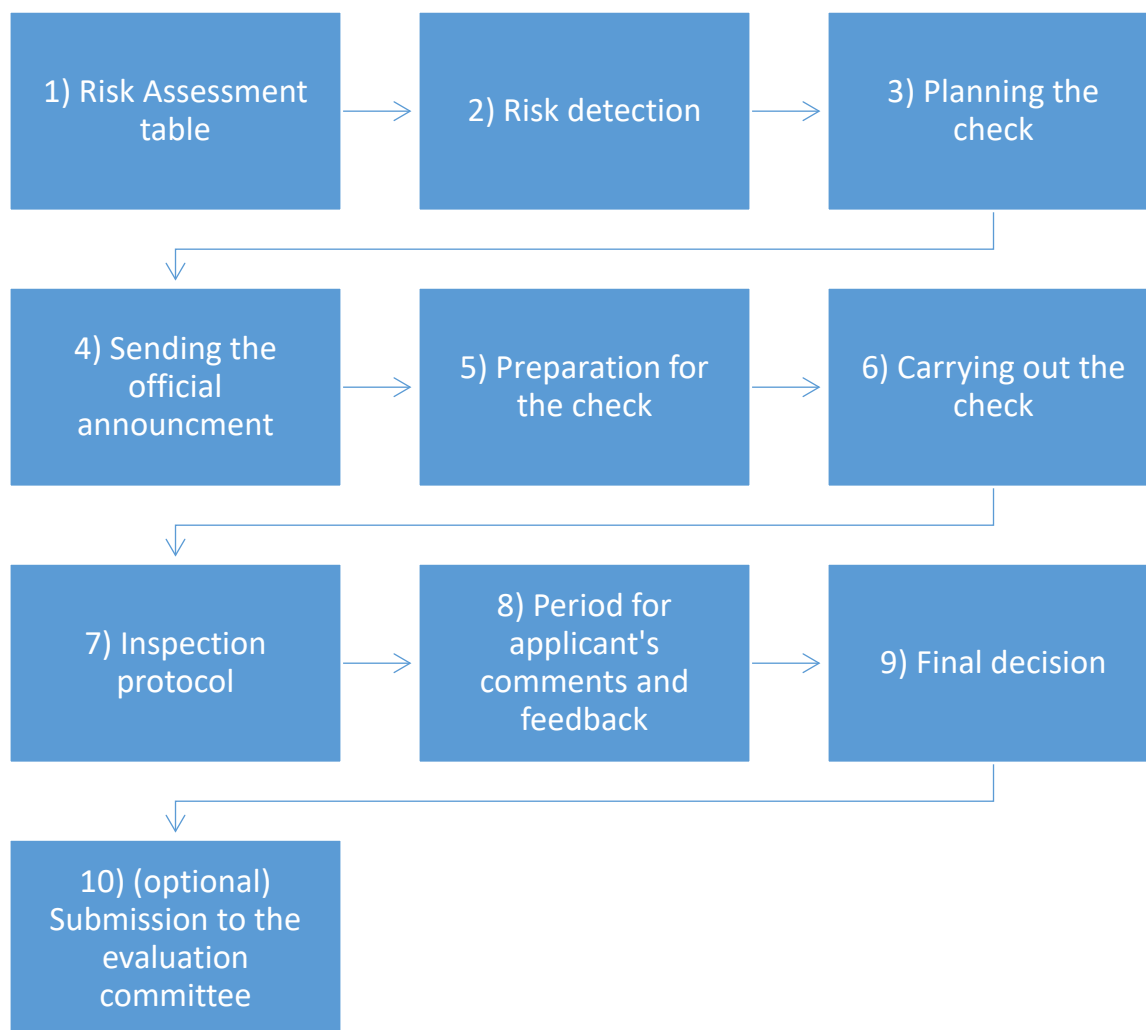 1) Risk Assessment
table
2) Risk detection
3) Planning the
check
4) Sending the
official
announcment
5) Preparation for
the check
6) Carrying out the
check
7) Inspection
protocol
8) Period for
applicant's
comments and
feedback
9) Final decision
10) (optional)
Submission to the
evaluation
committee